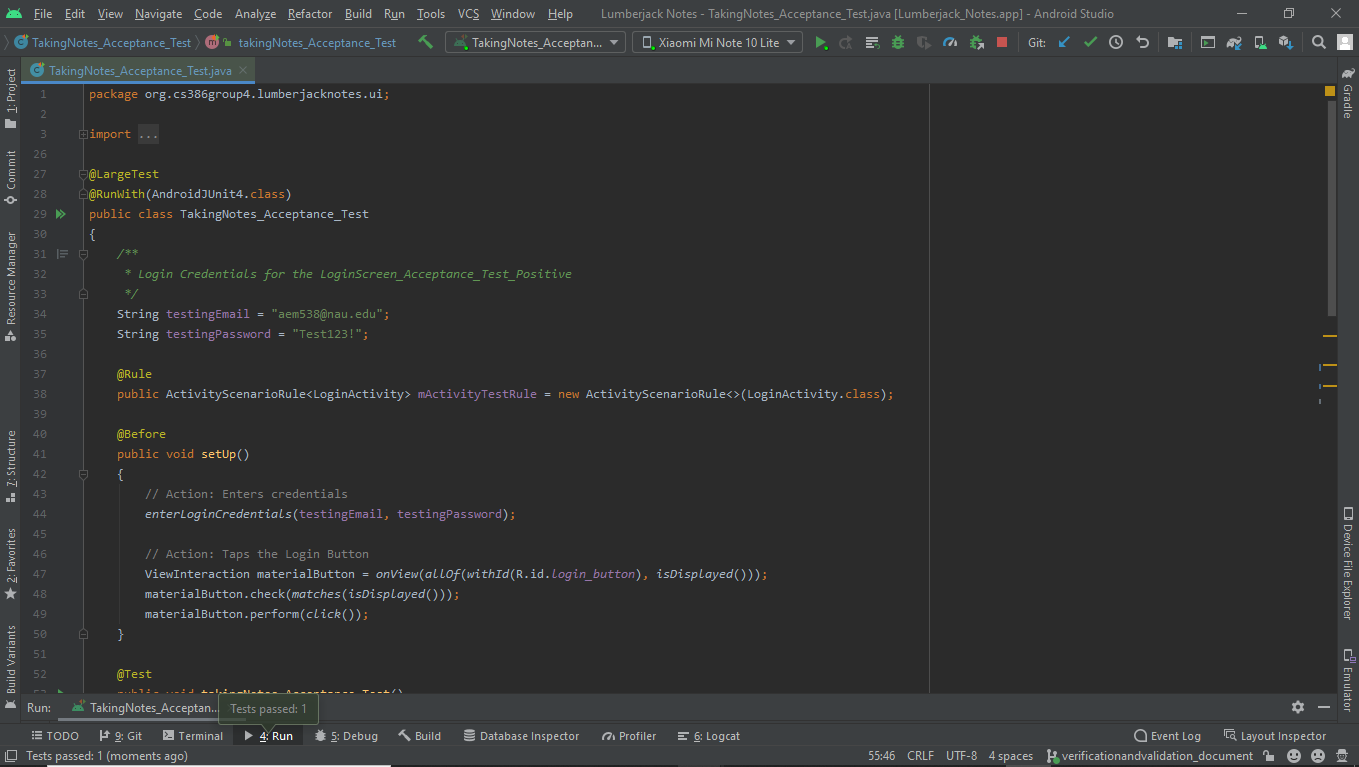 File Edit View Navigate Code Analyze Refactor Build Run Tools VCS Window Help Lumberjack Notes - TakingNotes_Acceptance_Test.java [Lumberjack_Notes.app] - Android Studio
TakingNotes_Acceptance_Test takingNotes_Acceptance_Test TakingNotes_Acceptan... Xiaomi Mi Note 10 Lite Git:
TakingNotes_Acceptance_Test.java
1: Project
Commit
Resource Manager
7: Structure
2: Favorites
Build Variants
1 package org.cs386group4.lumberjacknotes.ui;
2
3 import ...
26
27 @LargeTest
28 @RunWith(AndroidJUnit4.class)
29 public class TakingNotes_Acceptance_Test
30 {
31 /**
32 * Login Credentials for the LoginScreen_Acceptance_Test_Positive
33 */
34 String testingEmail = "aem538@nau.edu";
35 String testingPassword = "Test123!";
36
37 @Rule
38 public ActivityScenarioRule<LoginActivity> mActivityTestRule = new ActivityScenarioRule<>(LoginActivity.class);
39
40 @Before
41 public void setUp()
42 {
43 // Action: Enters credentials
44 enterLoginCredentials(testingEmail, testingPassword);
45
46 // Action: Taps the Login Button
47 ViewInteraction materialButton = onView(allOf(withId(R.id.login_button), isDisplayed()));
48 materialButton.check(matches(isDisplayed()));
49 materialButton.perform(click());
50 }
51
52 @Test
53 public void takingNotes_Acceptance_Test()
Gradle
Device File Explorer
Emulator
Run: TakingNotes_Acceptan...
Tests passed: 1
TODO 9: Git Terminal 4: Run 5: Debug Build Database Inspector Profiler 6: Logcat Event Log Layout Inspector
Tests passed: 1 (moments ago) 55:46 CRLF UTF-8 4 spaces verificationandvalidation_document